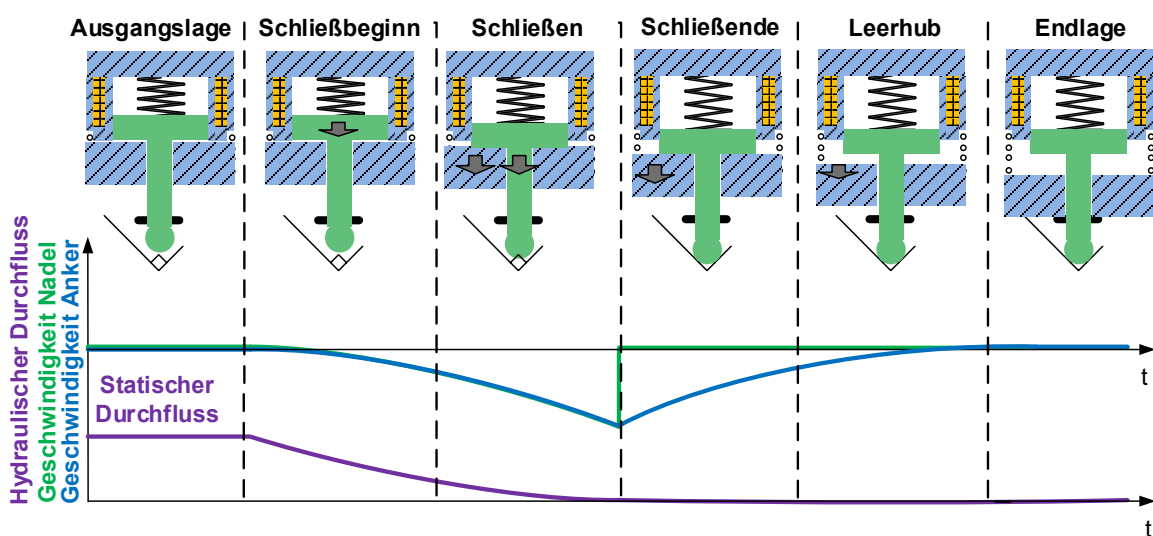 Ausgangslage
Schließbeginn
Schließen
Schließende
Leerhub
Endlage
Hydraulischer Durchfluss
Geschwindigkeit Nadel
Geschwindigkeit Anker
t
Statischer
Durchfluss
t